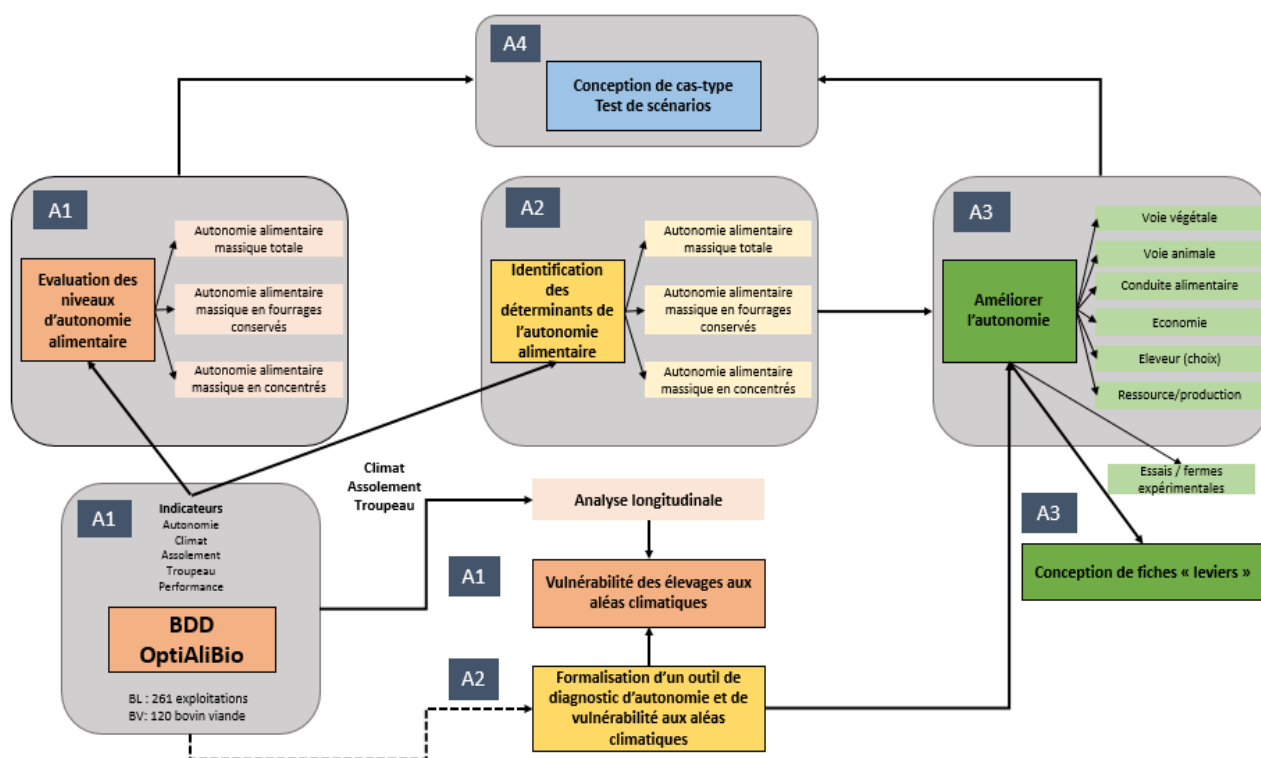 A4
Conception de cas-type
Test de scénarios
A1
Evaluation des
niveaux
d'autonomie
alimentaire
Autonomie alimentaire
massique totale
Autonomie alimentaire
massique en fourrages
conservés
Autonomie alimentaire
massique en concentrés
A2
Identification
des
déterminants de
l'autonomie
alimentaire
Autonomie alimentaire
massique totale
Autonomie alimentaire
massique en fourrages
conservés
Autonomie alimentaire
massique en concentrés
A3
Améliorer
l'autonomie
Voie végétale
Voie animale
Conduite alimentaire
Economie
Eleveur (choix)
Ressource/production
Essais / fermes
expérimentales
A3
Conception de fiches « leviers »
A1
Indicateurs
Autonomie
Climat
Assolement
Troupeau
Performance
BDD
OptiAliBio
BL : 261 exploitations
BV: 120 bovin viande
Climat
Assolement
Troupeau
Analyse longitudinale
A1
Vulnérabilité des élevages aux
aléas climatiques
A2
Formalisation d'un outil de
diagnostic d'autonomie et de
vulnérabilité aux aléas
climatiques